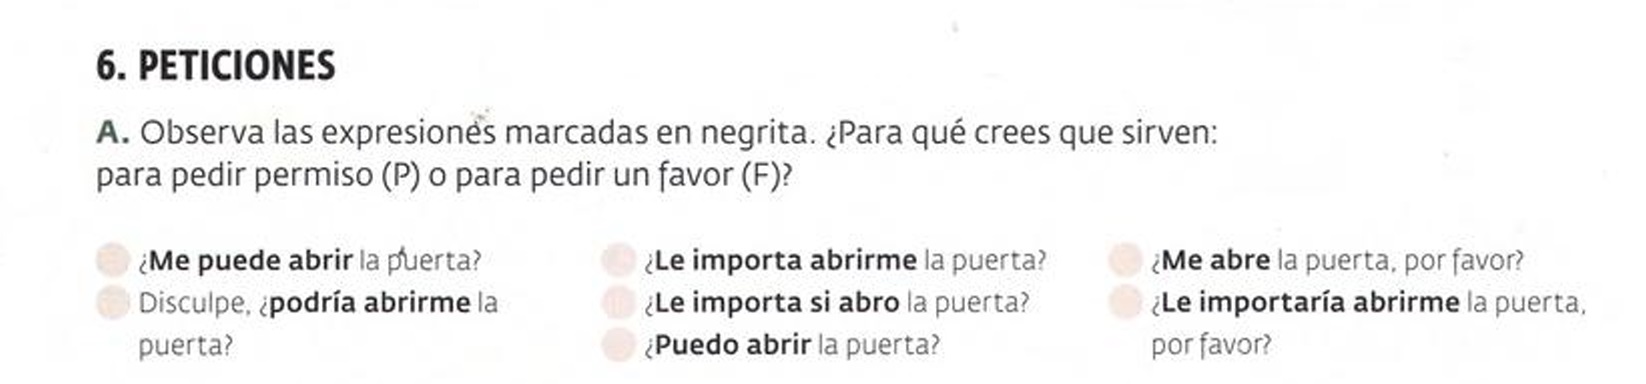 6. PETICIONES
A. Observa las expresiones marcadas en negrita. ¿Para qué crees que sirven:
para pedir permiso (P) o para pedir un favor (F)?
¿Me puede abrir la puerta?
Disculpe, ¿podría abrirme la
puerta?
¿Le importa abrirme la puerta?
¿Le importa si abro la puerta?
¿Puedo abrir la puerta?
¿Me abre la puerta, por favor?
¿Le importaría abrirme la puerta,
por favor?